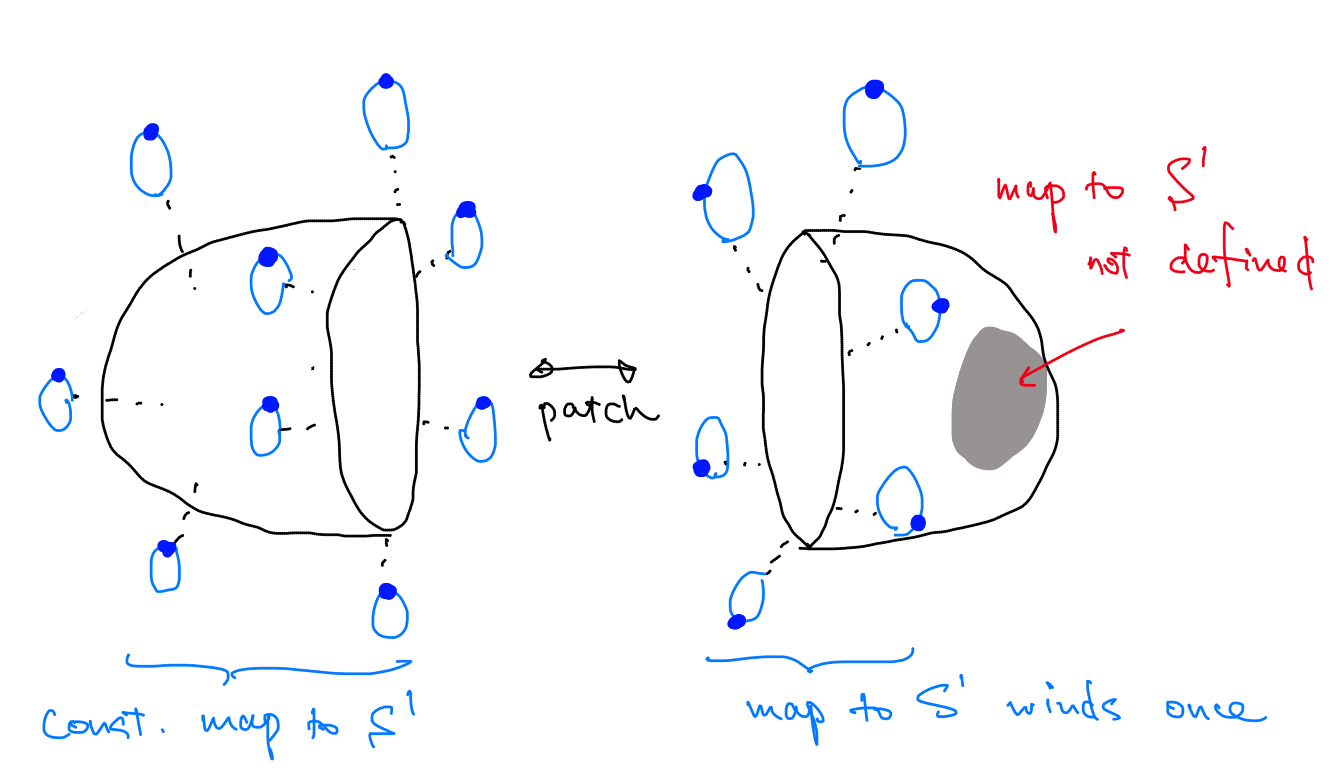 map to S¹
not defined
patch
const. map to S¹
map to S¹ winds once